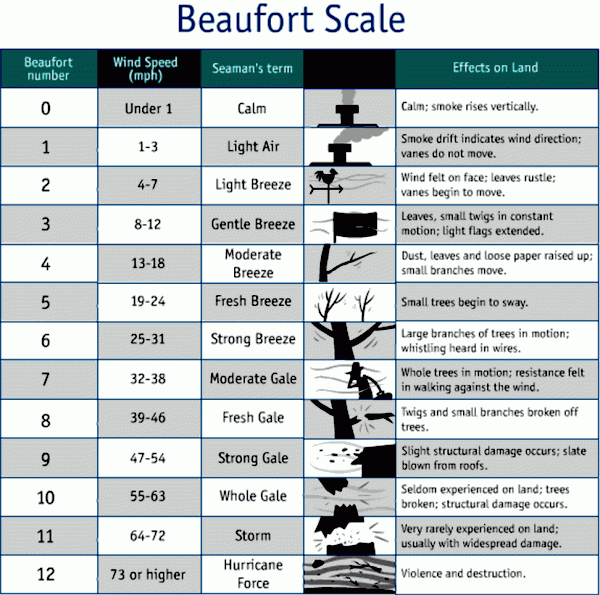 Beaufort Scale
Beaufort number
Wind Speed (mph)
Seaman's term
Effects on Land
0
Under 1
Calm
Calm; smoke rises vertically.
1
1-3
Light Air
Smoke drift indicates wind direction;
vanes do not move.
2
4-7
Light Breeze
Wind felt on face; leaves rustle;
vanes begin to move.
3
8-12
Gentle Breeze
Leaves, small twigs in constant
motion; light flags extended.
4
13-18
Moderate
Breeze
Dust, leaves and loose paper raised up;
small branches move.
5
19-24
Fresh Breeze
Small trees begin to sway.
6
25-31
Strong Breeze
Large branches of trees in motion;
whistling heard in wires.
7
32-38
Moderate Gale
Whole trees in motion; resistance felt
in walking against the wind.
8
39-46
Fresh Gale
Twigs and small branches broken off
trees.
9
47-54
Strong Gale
Slight structural damage occurs; slate
blown from roofs.
10
55-63
Whole Gale
Seldom experienced on land; trees
broken; structural damage occurs.
11
64-72
Storm
Very rarely experienced on land;
usually with widespread damage.
12
73 or higher
Hurricane
Force
Violence and destruction.